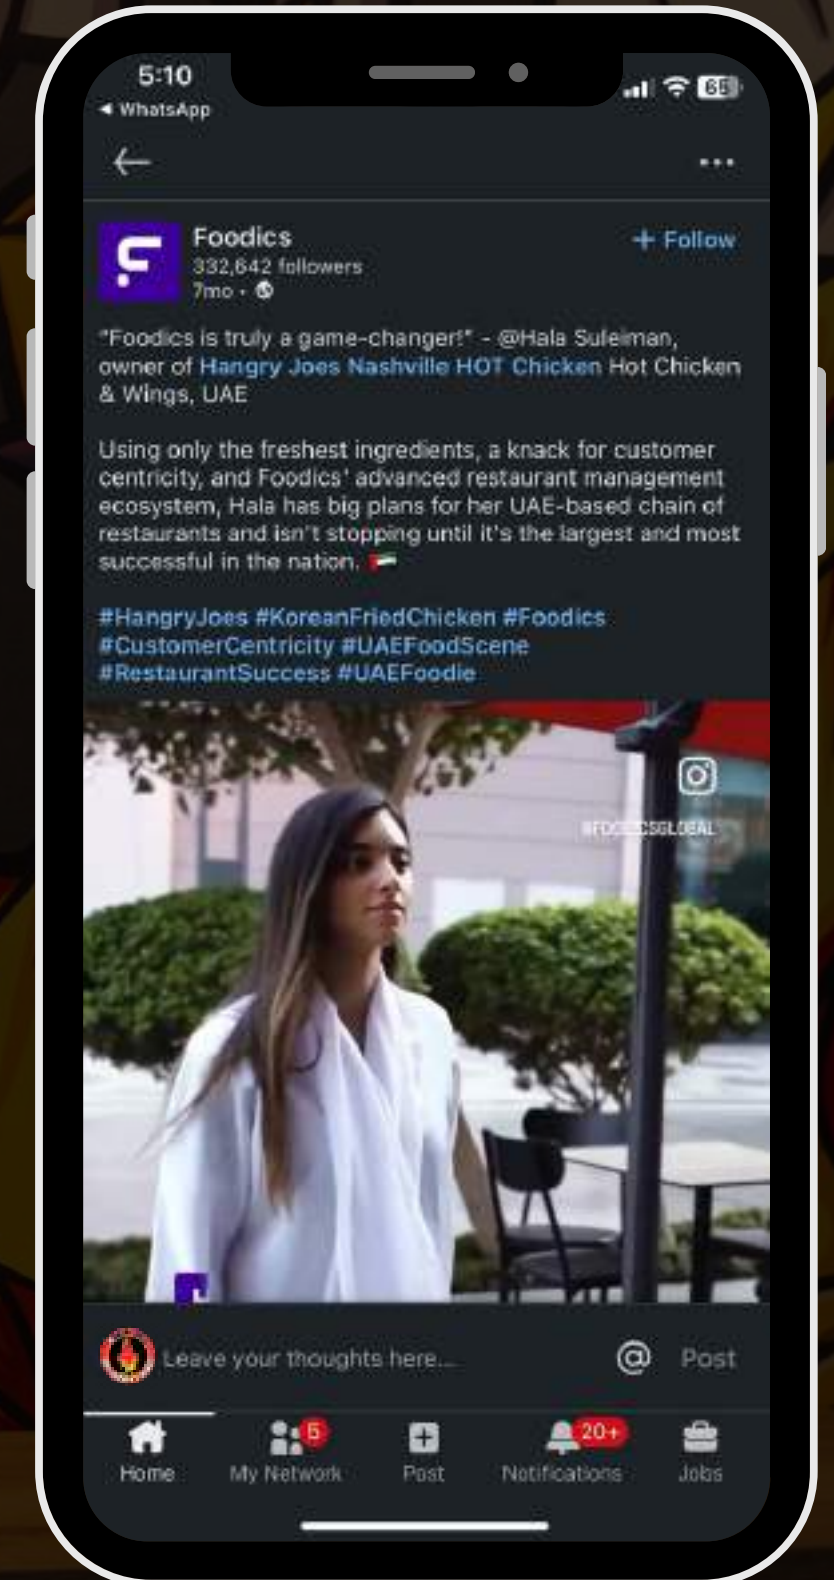 5:10
◄ WhatsApp
65
Foodics
+ Follow
332,642 followers
7mo •
"Foodics is truly a game-changer!" - @Hala Suleiman,
owner of Hangry Joes Nashville HOT Chicken Hot Chicken
& Wings, UAE
Using only the freshest ingredients, a knack for customer
centricity, and Foodics' advanced restaurant management
ecosystem, Hala has big plans for her UAE-based chain of
restaurants and isn't stopping until it's the largest and most
successful in the nation.
#HangryJoes #KoreanFriedChicken #Foodics
#CustomerCentricity #UAEFoodScene
#RestaurantSuccess #UAEFoodie
Leave your thoughts here...
@ Post
5
20+
Home
My Network
Post
Notifications
Jobs